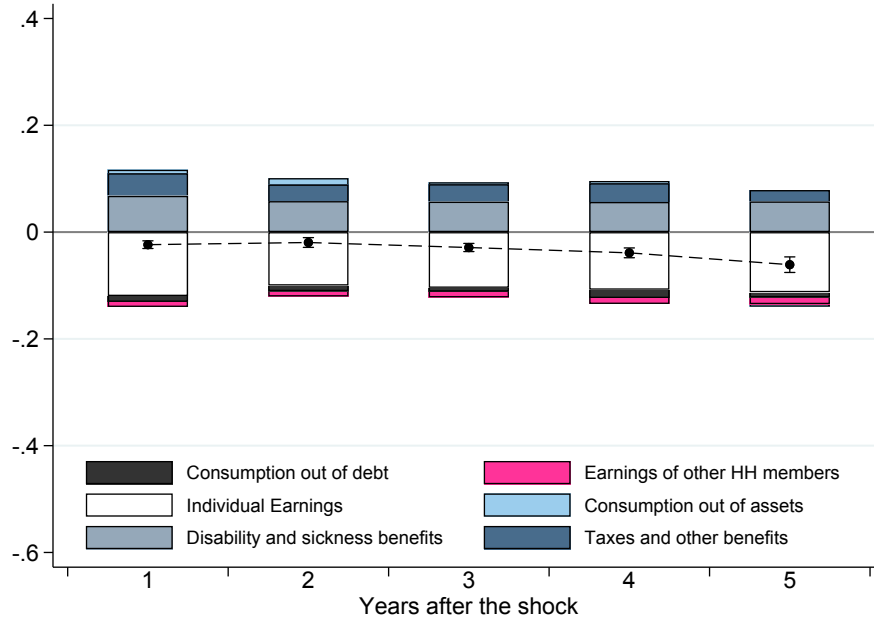 .4
.2
0
-.2
-.4
-.6
Consumption out of debt
Earnings of other HH members
Individual Earnings
Consumption out of assets
Disability and sickness benefits
Taxes and other benefits
1 2 3 4 5
Years after the shock